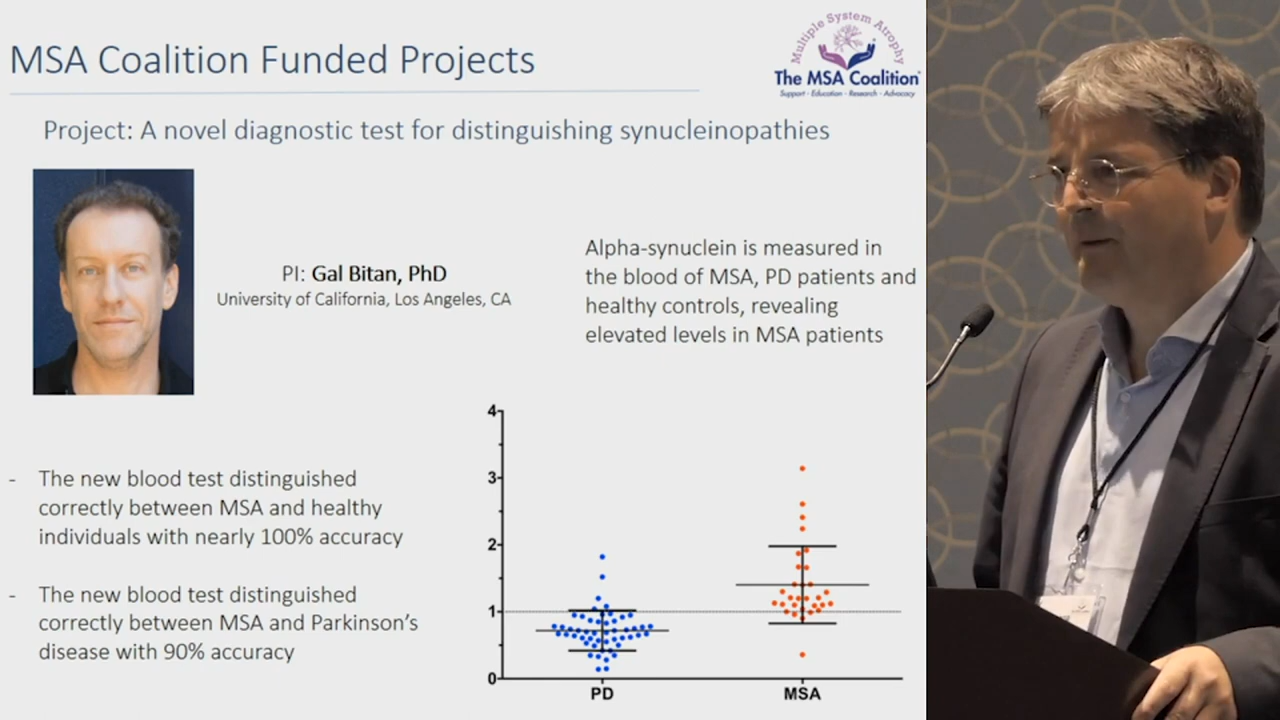 MSA Coalition Funded Projects
Multiple System Atrophy
The MSA Coalition
Support · Education · Research · Advocacy
Project: A novel diagnostic test for distinguishing synucleinopathies
PI: Gal Bitan, PhD
University of California, Los Angeles, CA
Alpha-synuclein is measured in
the blood of MSA, PD patients and
healthy controls, revealing
elevated levels in MSA patients
- The new blood test distinguished
correctly between MSA and healthy
individuals with nearly 100% accuracy
- The new blood test distinguished
correctly between MSA and Parkinson's
disease with 90% accuracy
4
3
2
1
0
PD
MSA